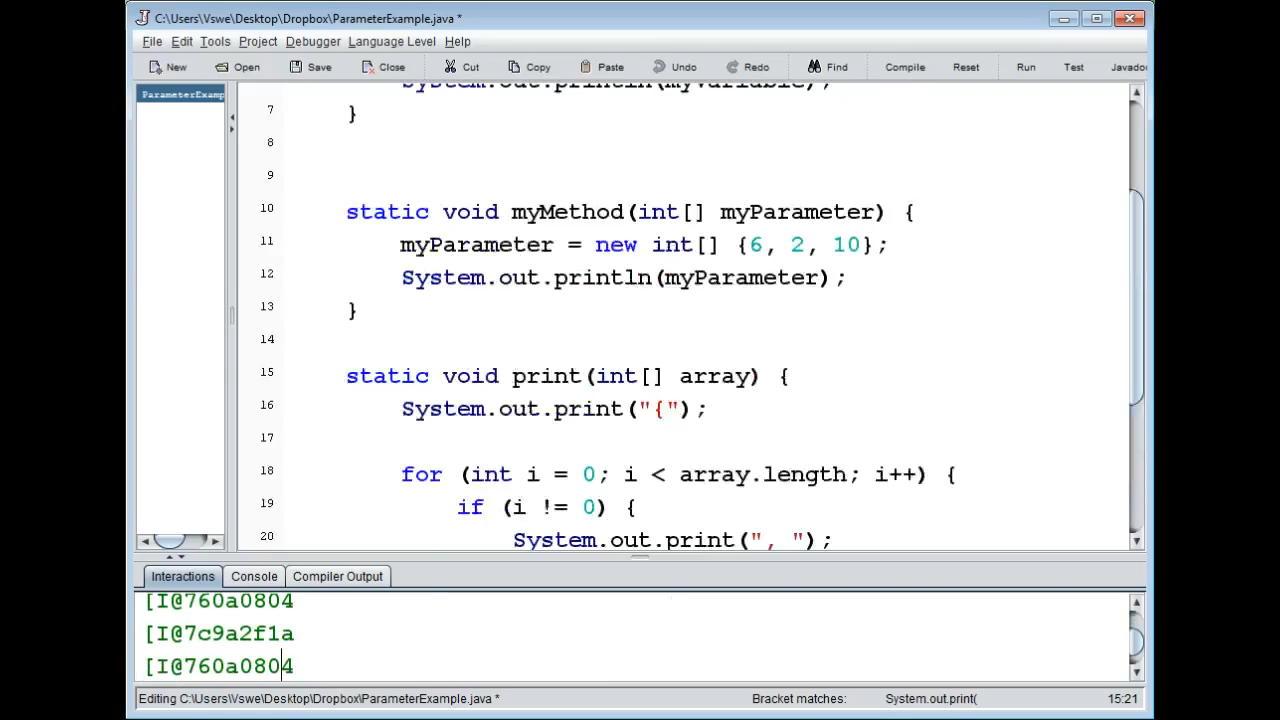 C:\Users\Vswe\Desktop\Dropbox\ParameterExample.java *
File Edit Tools Project Debugger Language Level Help
New Open Save Close Cut Copy Paste Undo Redo Find Compile Reset Run Test Javado
ParameterExamp
System.out.println(myVariable);
7 }
8
9
10 static void myMethod(int[] myParameter) {
11 myParameter = new int[] {6, 2, 10};
12 System.out.println(myParameter);
13 }
14
15 static void print(int[] array) {
16 System.out.print("{");
17
18 for (int i = 0; i < array.length; i++) {
19 if (i != 0) {
20 System.out.print(", ");
Interactions Console Compiler Output
[I@760a0804
[I@7c9a2f1a
[I@760a0804
Editing C:\Users\Vswe\Desktop\Dropbox\ParameterExample.java * Bracket matches: System.out.print( 15:21